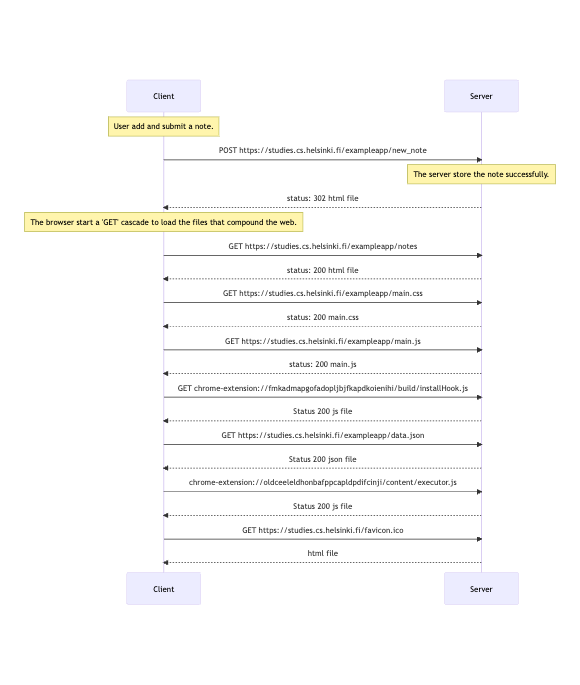 Client
Server
User add and submit a note.
POST https://studies.cs.helsinki.fi/exampleapp/new_note
The server store the note successfully.
status: 302 html file
The browser start a 'GET' cascade to load the files that compound the web.
GET https://studies.cs.helsinki.fi/exampleapp/notes
status: 200 html file
GET https://studies.cs.helsinki.fi/exampleapp/main.css
status: 200 main.css
GET https://studies.cs.helsinki.fi/exampleapp/main.js
status: 200 main.js
GET chrome-extension://fmkadmapgofadopljbjfkapdkoienihi/build/installHook.js
Status 200 js file
GET https://studies.cs.helsinki.fi/exampleapp/data.json
Status 200 json file
chrome-extension://oldceeleldhonbafppcapldpdifcinji/content/executor.js
Status 200 js file
GET https://studies.cs.helsinki.fi/favicon.ico
html file
Client
Server